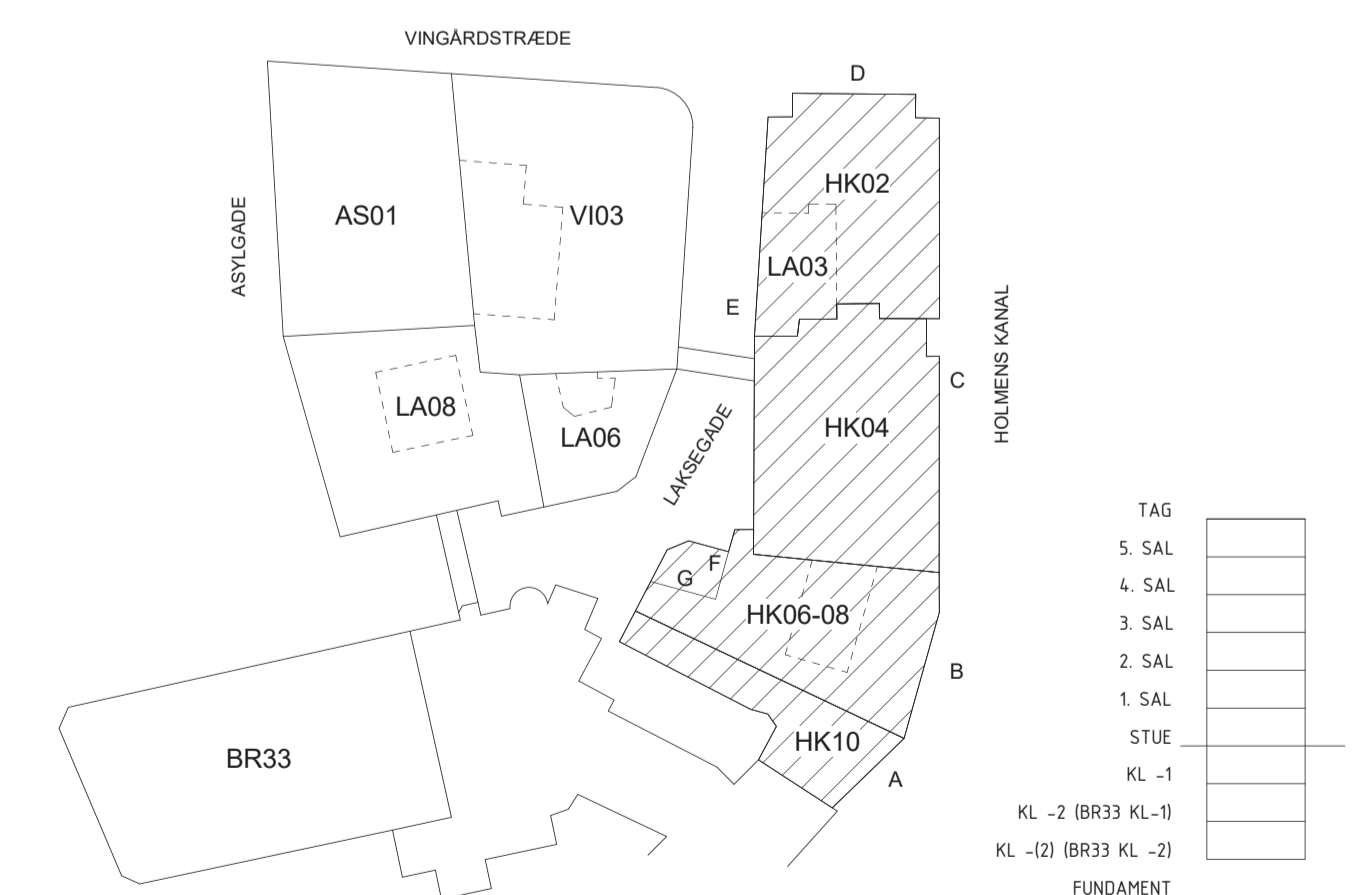 VINGÅRDSTRÆDE
D
HK02
AS01
VI03
ASYLGADE
LA03
E
HOLMENS KANAL
C
LA08
HK04
LA06
LAKSEGADE
F
G
HK06-08
B
HK10
BR33
A
TAG
5. SAL
4. SAL
3. SAL
2. SAL
1. SAL
STUE
KL -1
KL -2 (BR33 KL-1)
KL -(2) (BR33 KL -2)
FUNDAMENT